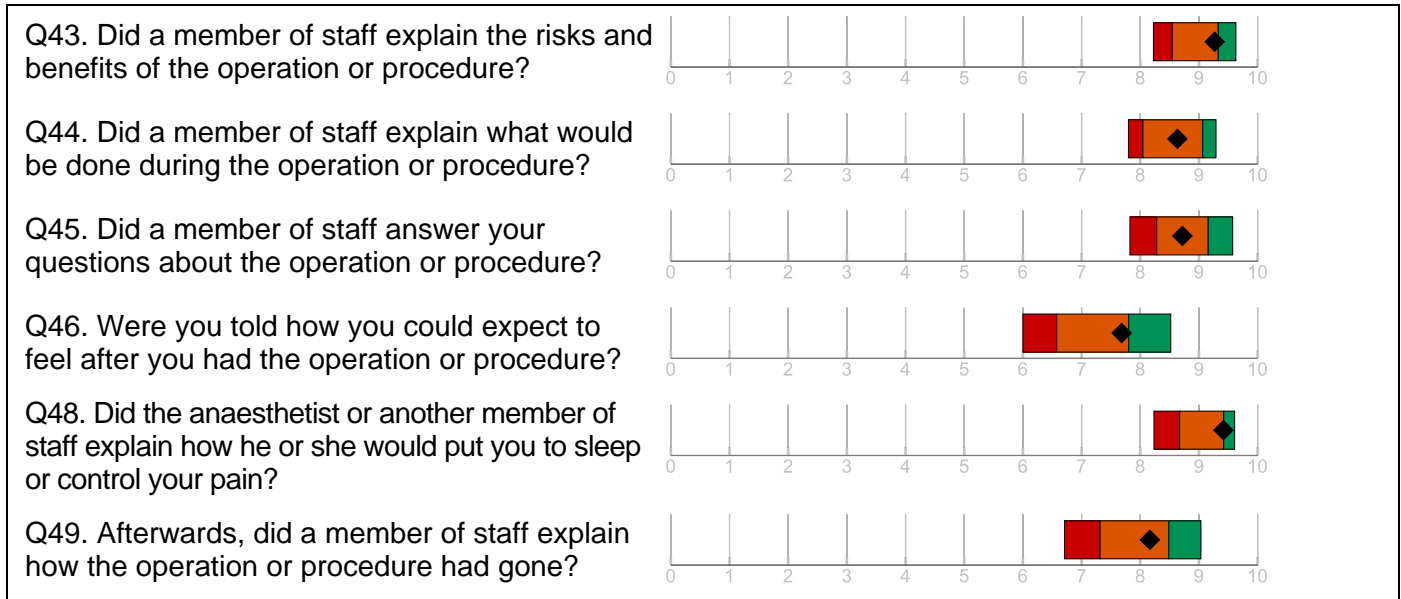 Q43. Did a member of staff explain the risks and
benefits of the operation or procedure?
0 1 2 3 4 5 6 7 8 9 10
Q44. Did a member of staff explain what would
be done during the operation or procedure?
0 1 2 3 4 5 6 7 8 9 10
Q45. Did a member of staff answer your
questions about the operation or procedure?
0 1 2 3 4 5 6 7 8 9 10
Q46. Were you told how you could expect to
feel after you had the operation or procedure?
0 1 2 3 4 5 6 7 8 9 10
Q48. Did the anaesthetist or another member of
staff explain how he or she would put you to sleep
or control your pain?
0 1 2 3 4 5 6 7 8 9 10
Q49. Afterwards, did a member of staff explain
how the operation or procedure had gone?
0 1 2 3 4 5 6 7 8 9 10